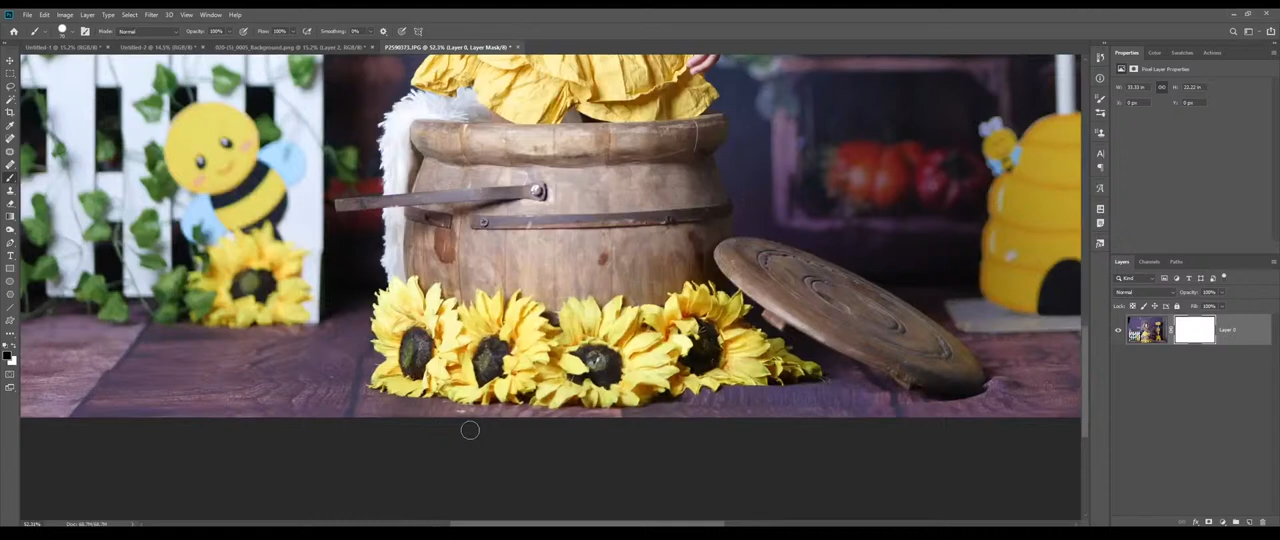 Ps File Edit Image Layer Type Select Filter 3D View Window Help
Mode: Normal Opacity: 100% Flow: 100% Smoothing: 0%
Untitled-1 @ 15.2% (RGB/8) * × Untitled-2 @ 14.5% (RGB/8) * × 020-(5)_0005_Background.png @ 15.2% (Layer 2, RGB/8) * × P2590373.JPG @ 52.3% (Layer 0, Layer Mask/8) * ×
Properties Color Swatches Actions
Pixel Layer Properties
W: 33.33 in H: 22.22 in
X: 0 px Y: 0 px
Layers Channels Paths
Kind
Normal Opacity: 100%
Lock: Fill: 100%
Layer 0
52.31% Doc: 68.7M/68.7M